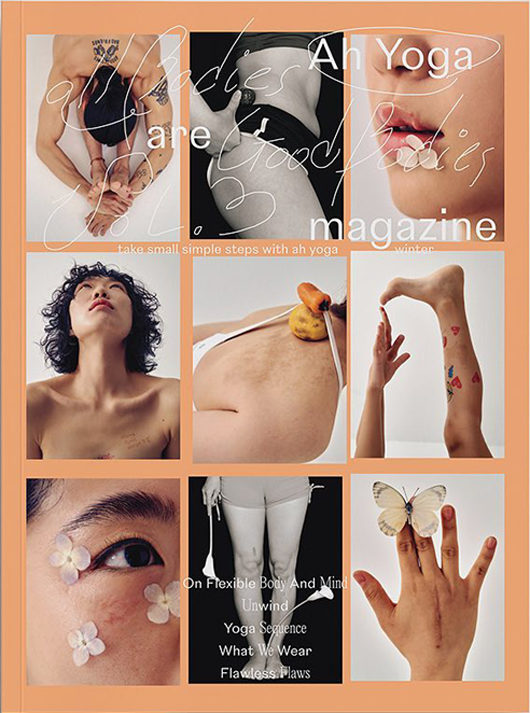 Ah Yoga
all Bodies
are Good Bodies
Vol. 3
magazine
take small simple steps with ah yoga
winter
On Flexible Body And Mind
Unwind
Yoga Sequence
What We Wear
Flawless Flaws